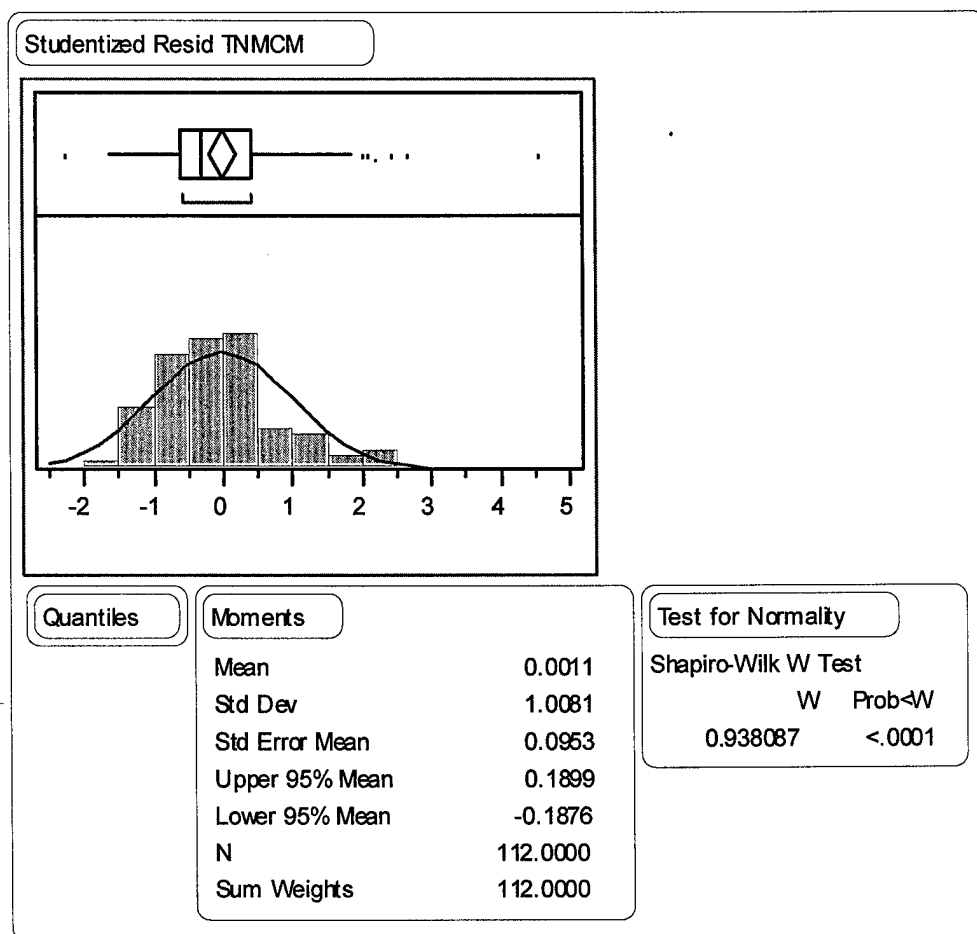 Studentized Resid TNMCM
-2 -1 0 1 2 3 4 5
Quantiles
Moments
Mean 0.0011
Std Dev 1.0081
Std Error Mean 0.0953
Upper 95% Mean 0.1899
Lower 95% Mean -0.1876
N 112.0000
Sum Weights 112.0000
Test for Normality
Shapiro-Wilk W Test
W Prob<W
0.938087 <.0001